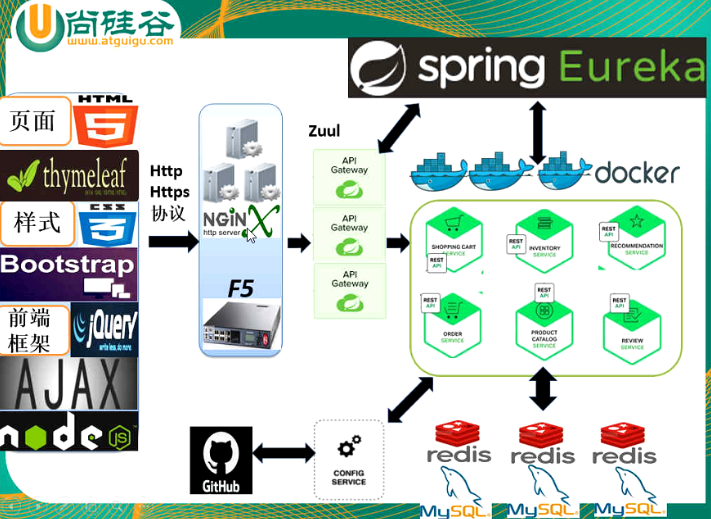 尚硅谷
www.atguigu.com
spring Eureka
HTML
5
页面
thymeleaf
样式
CSS
3
Bootstrap
前端
框架
jQuery
write less, do more.
AJAX
node
JS
Http
Https
协议
NGINX
http server
F5
Zuul
API
Gateway
API
Gateway
API
Gateway
docker
SHOPPING CART
SERVICE
REST
API
REST
API
INVENTORY
SERVICE
REST
API
RECOMMENDATION
SERVICE
REST
API
ORDER
SERVICE
REST
API
PRODUCT
CATALOG
SERVICE
REST
API
REVIEW
SERVICE
GitHub
CONFIG
SERVICE
redis
redis
redis
MySQL
MySQL
MySQL